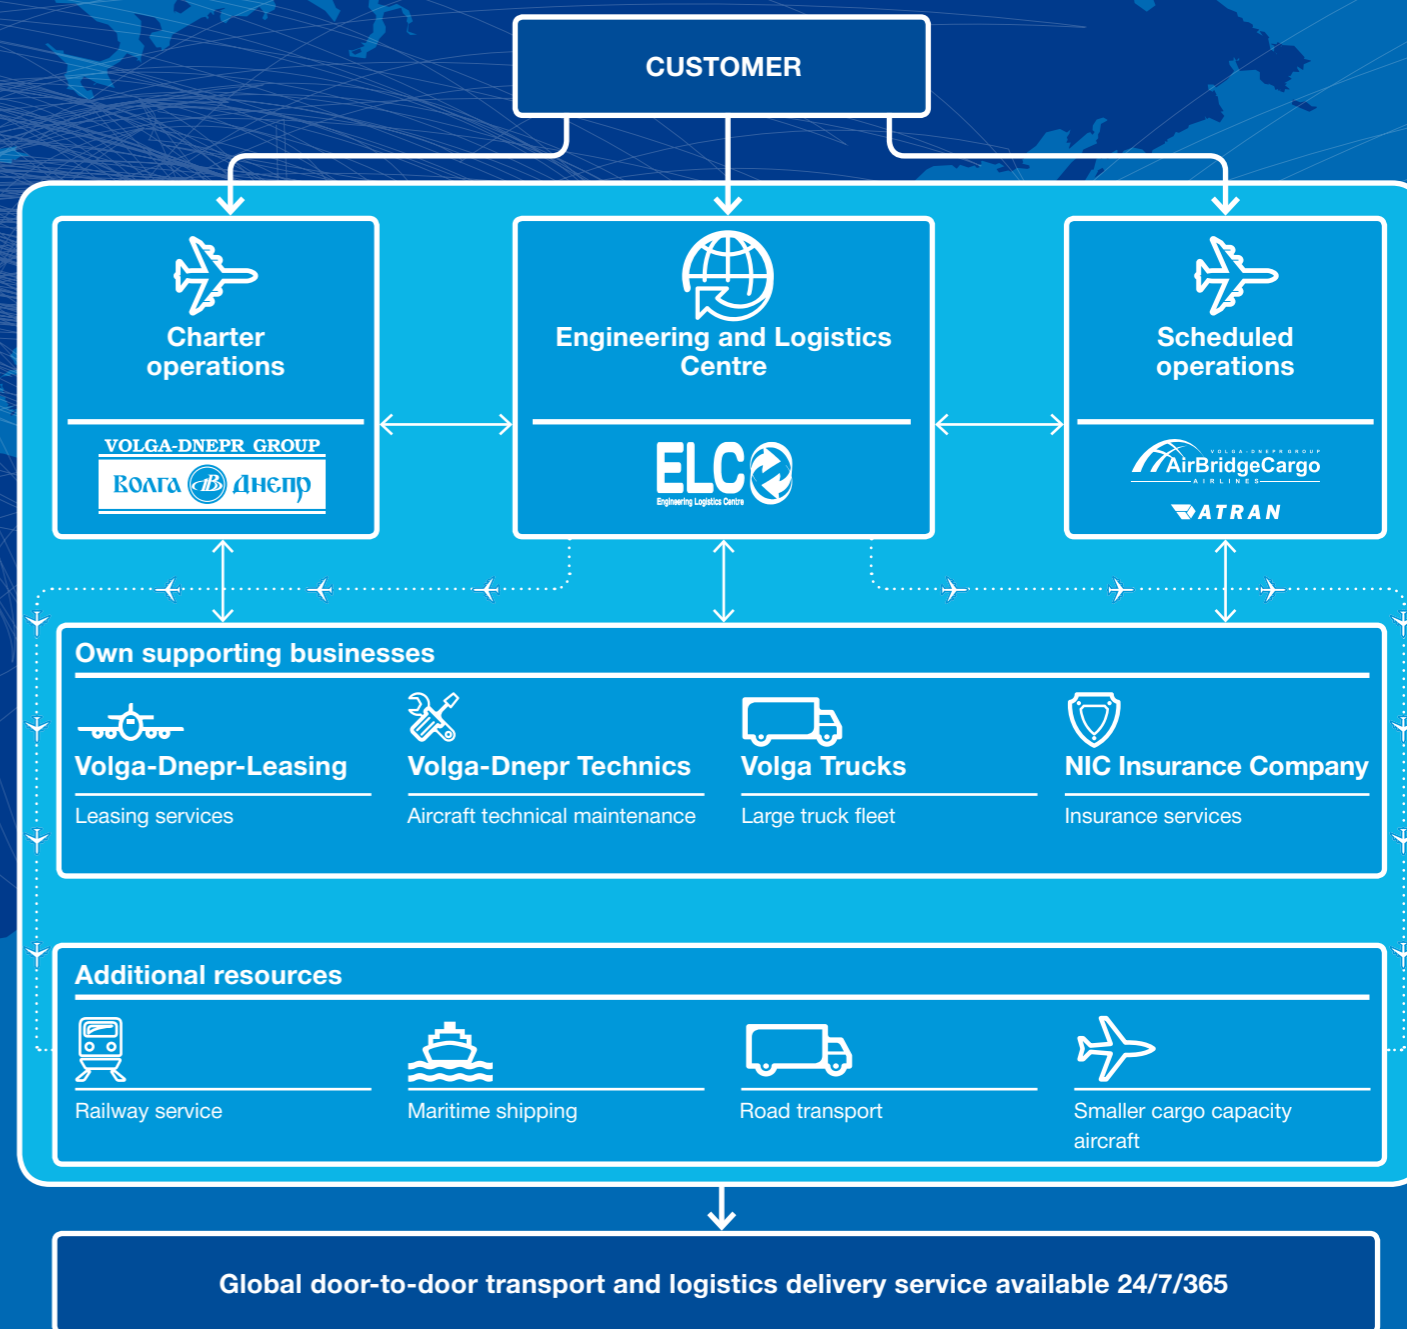 CUSTOMER
Charter
operations
VOLGA-DNEPR GROUP
Волга Днепр
Engineering and Logistics
Centre
ELC
Engineering Logistics Centre
Scheduled
operations
VOLGA-DNEPR GROUP
AirBridgeCargo
AIRLINES
ATRAN
Own supporting businesses
Volga-Dnepr-Leasing
Leasing services
Volga-Dnepr Technics
Aircraft technical maintenance
Volga Trucks
Large truck fleet
NIC Insurance Company
Insurance services
Additional resources
Railway service
Maritime shipping
Road transport
Smaller cargo capacity
aircraft
Global door-to-door transport and logistics delivery service available 24/7/365